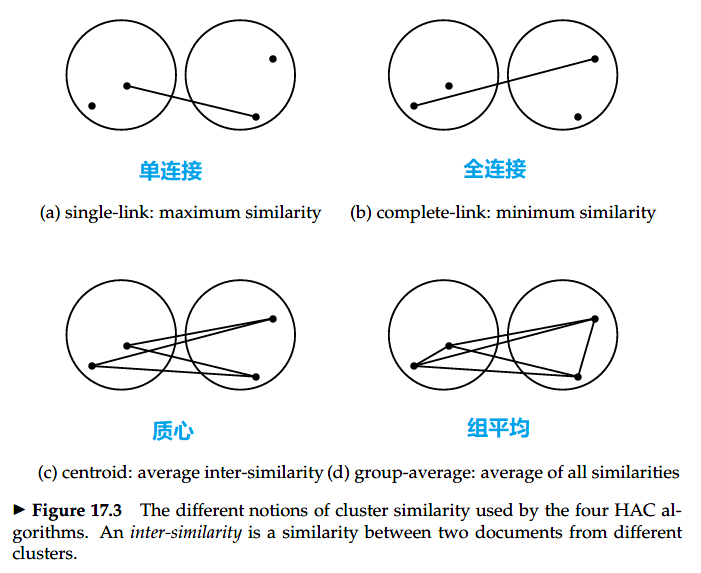 单连接
全连接
(a) single-link: maximum similarity
(b) complete-link: minimum similarity
质心
组平均
(c) centroid: average inter-similarity
(d) group-average: average of all similarities
► Figure 17.3 The different notions of cluster similarity used by the four HAC al-
gorithms. An inter-similarity is a similarity between two documents from different
clusters.